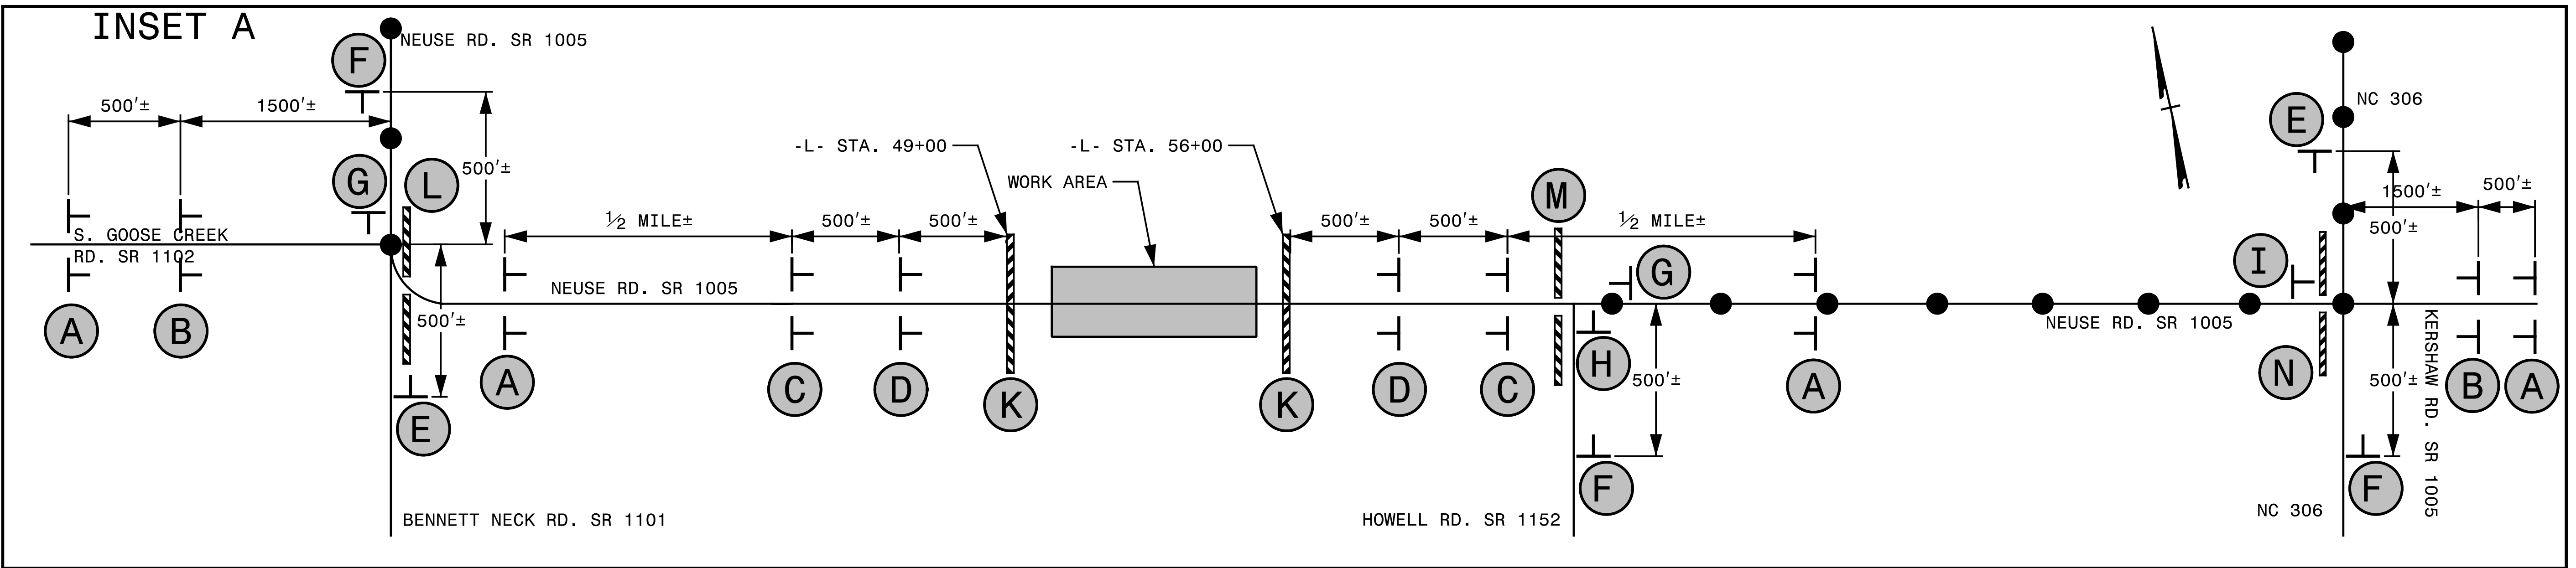 INSET A
NEUSE RD. SR 1005
F
500'±
1500'±
G
L
500'±
S. GOOSE CREEK
RD. SR 1102
A
B
500'±
E
BENNETT NECK RD. SR 1101
NEUSE RD. SR 1005
½ MILE±
500'±
500'±
A
C
D
K
-L- STA. 49+00
-L- STA. 56+00
WORK AREA
K
500'±
500'±
½ MILE±
D
C
M
G
H
500'±
F
A
HOWELL RD. SR 1152
NEUSE RD. SR 1005
NC 306
E
1500'±
500'±
500'±
I
N
500'±
KERSHAW RD. SR 1005
B
A
F
NC 306